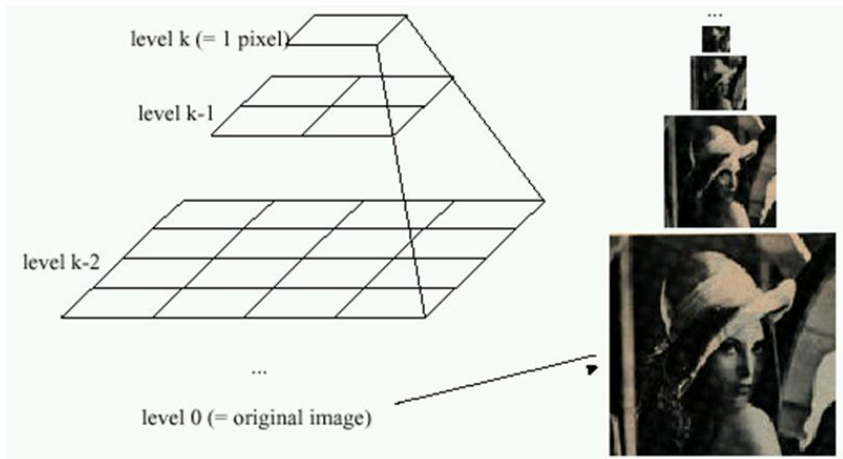 level k (= 1 pixel)
...
level k-1
level k-2
...
level 0 (= original image)